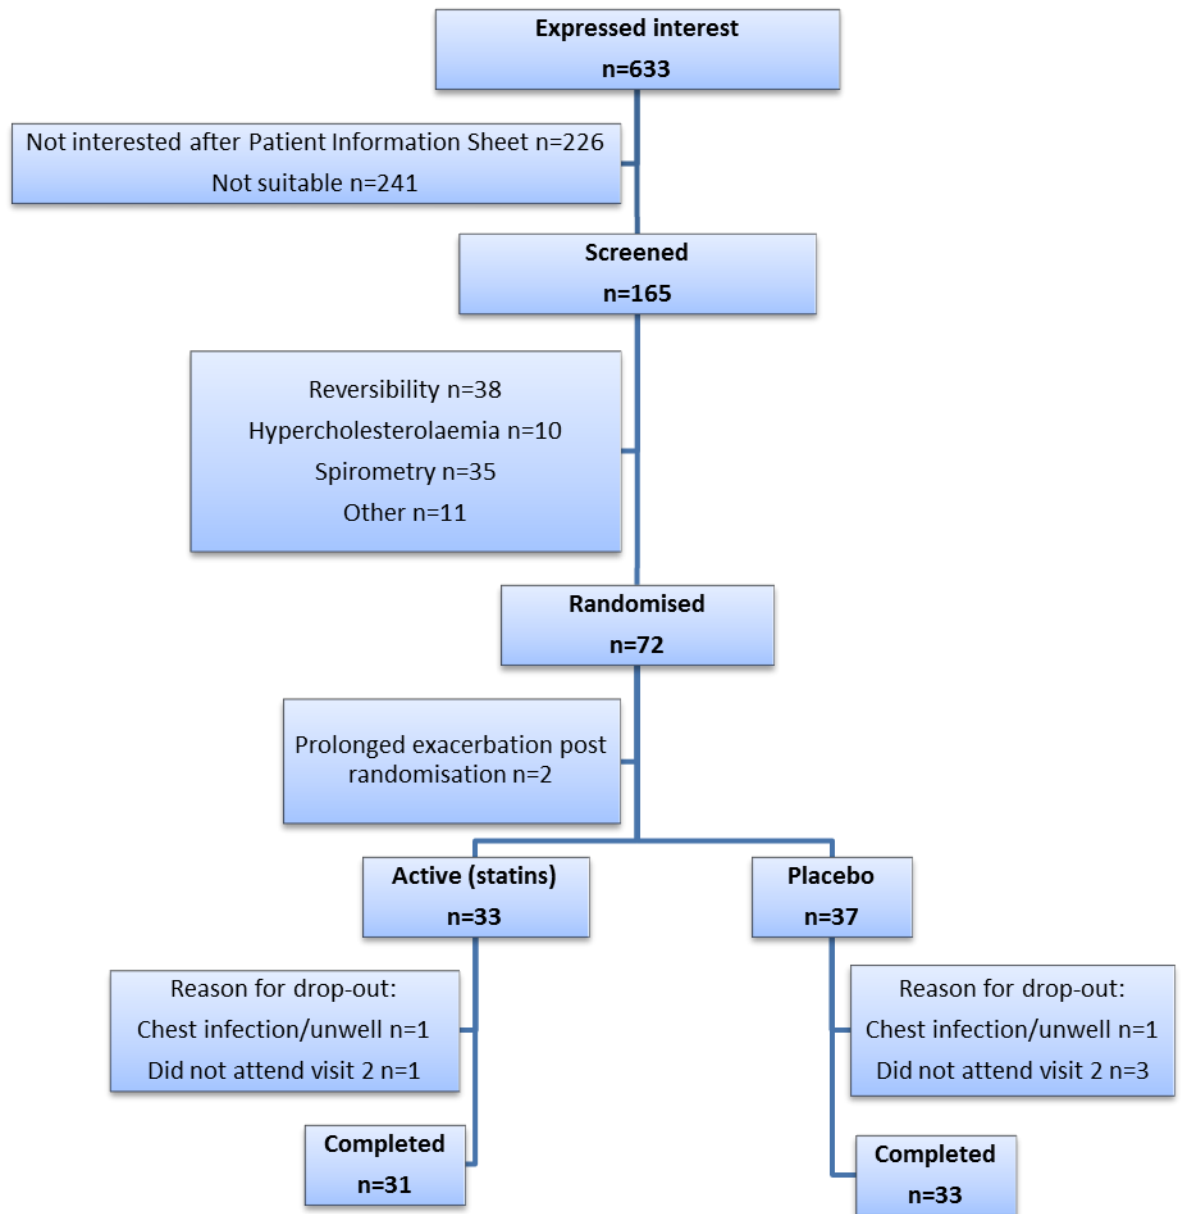 Expressed interest
n=633
Not interested after Patient Information Sheet n=226
Not suitable n=241
Screened
n=165
Reversibility n=38
Hypercholesterolaemia n=10
Spirometry n=35
Other n=11
Randomised
n=72
Prolonged exacerbation post
randomisation n=2
Active (statins)
n=33
Placebo
n=37
Reason for drop-out:
Chest infection/unwell n=1
Did not attend visit 2 n=1
Reason for drop-out:
Chest infection/unwell n=1
Did not attend visit 2 n=3
Completed
n=31
Completed
n=33